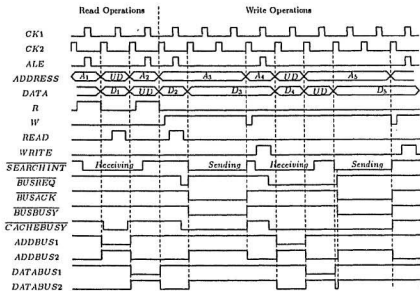 Read Operations Write Operations
CK1
CK2
ALE
ADDRESS A1 UD A2 A3 A4 UD A5
DATA D1 UD D2 D3 D4 UD D5
R
W
READ
WRITE
SEARCHINT Receiving Sending Receiving Sending
BUSREQ
BUSACK
BUSBUSY
CACHEBUSY
ADDBUS1
ADDBUS2
DATABUS1
DATABUS2